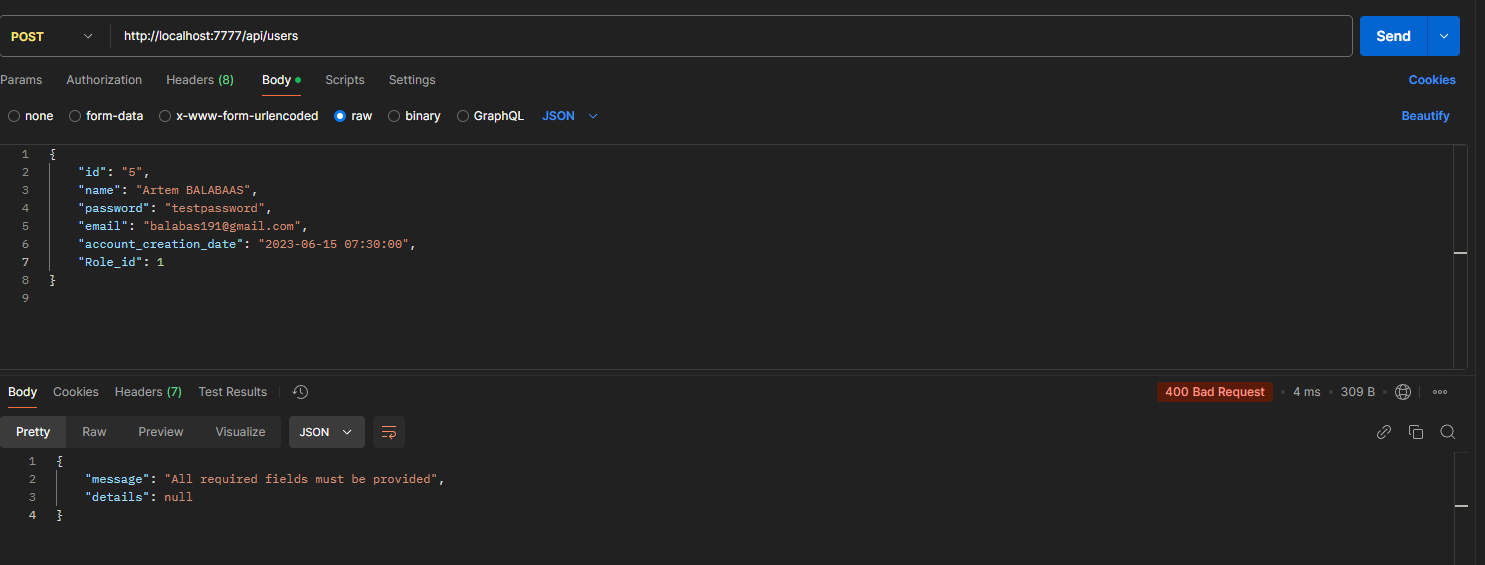 POST http://localhost:7777/api/users Send
Params Authorization Headers (8) Body Scripts Settings Cookies
none form-data x-www-form-urlencoded raw binary GraphQL JSON Beautify
1 {
2 "id": "5",
3 "name": "Artem BALABAAS",
4 "password": "testpassword",
5 "email": "balabas191@gmail.com",
6 "account_creation_date": "2023-06-15 07:30:00",
7 "Role_id": 1
8 }
9
Body Cookies Headers (7) Test Results 400 Bad Request 4 ms 309 B
Pretty Raw Preview Visualize JSON
1 {
2 "message": "All required fields must be provided",
3 "details": null
4 }